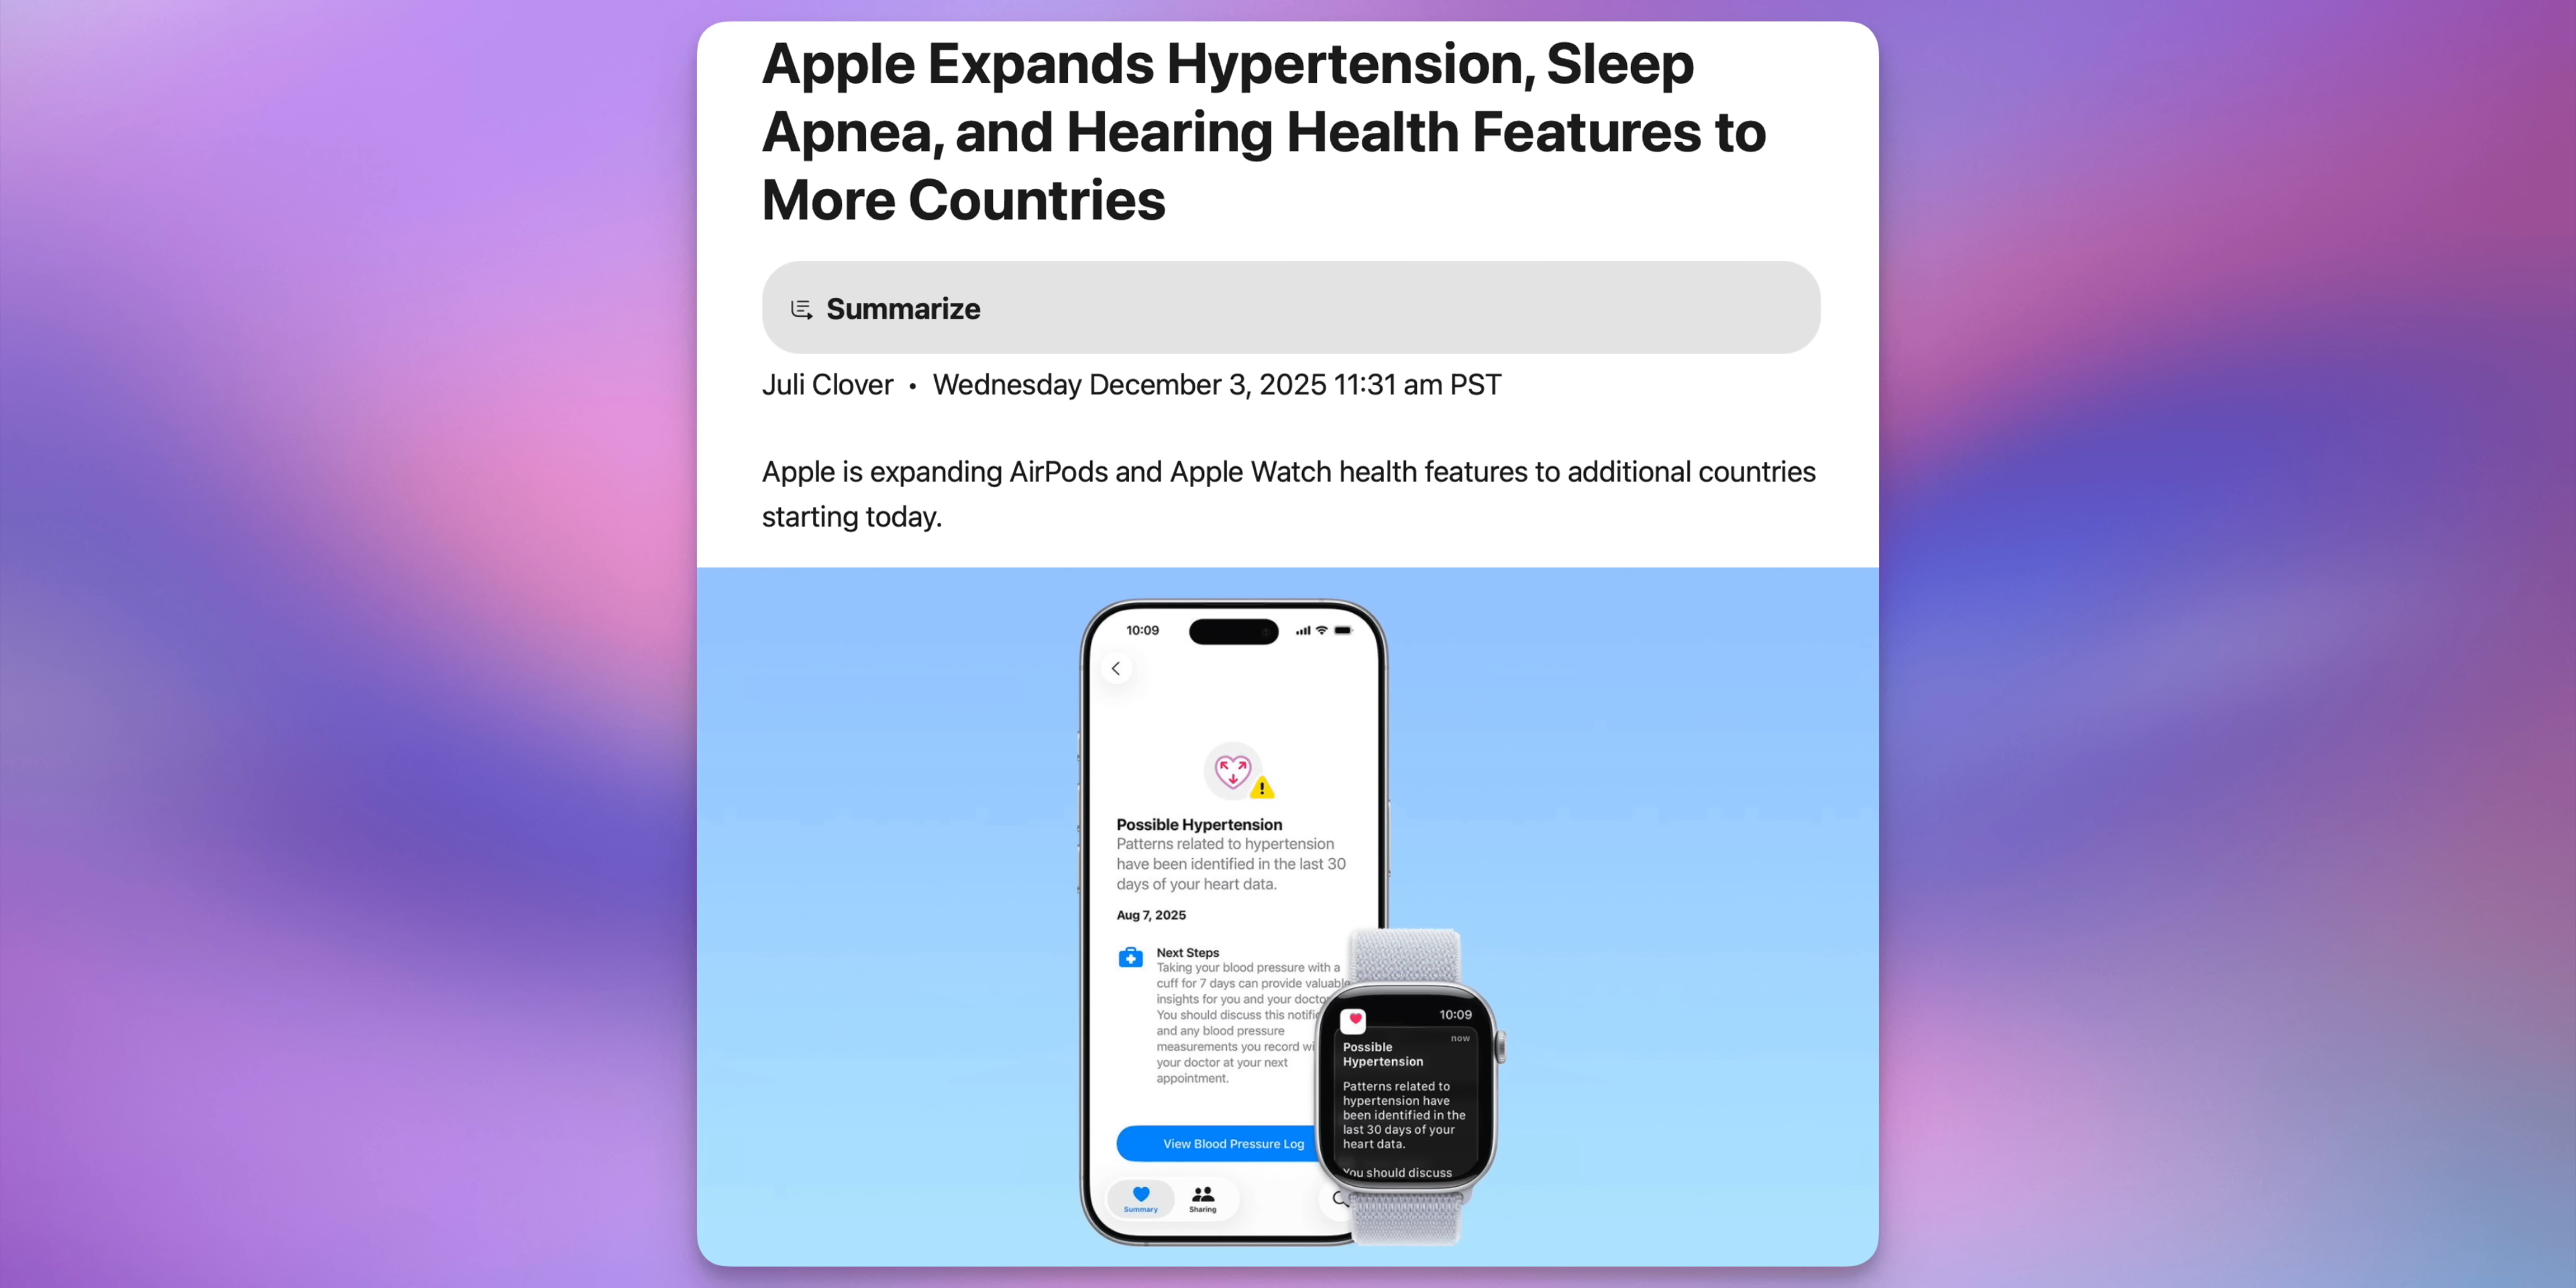 Apple Expands Hypertension, Sleep
Apnea, and Hearing Health Features to
More Countries
Summarize
Juli Clover • Wednesday December 3, 2025 11:31 am PST
Apple is expanding AirPods and Apple Watch health features to additional countries
starting today.
10:09
Possible Hypertension
Patterns related to hypertension
have been identified in the last 30
days of your heart data.
Aug 7, 2025
Next Steps
Taking your blood pressure with a
cuff for 7 days can provide valuable
insights for you and your doctor
You should discuss this
and any blood pressure
measurements you record
your doctor at your next
appointment.
View Blood Pressure Log
Summary
Sharing
10:09
now
Possible
Hypertension
Patterns related to
hypertension have
been identified in the
last 30 days of your
heart data.
You should discuss